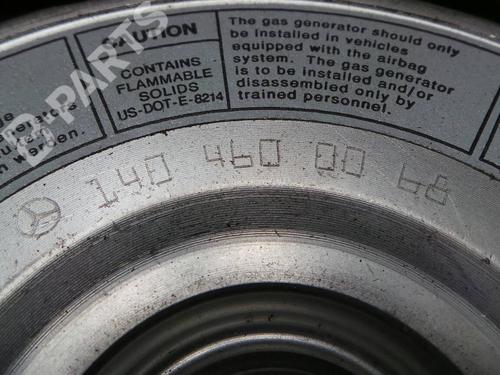 CAUTION
CONTAINS
FLAMMABLE
SOLIDS
US-DOT-E-8214
The gas generator should only
be installed in vehicles
equipped with the airbag
system. The gas generator
is to be installed and/or
disassembled only by
trained personnel.
140 460 00 68
B-PARTS